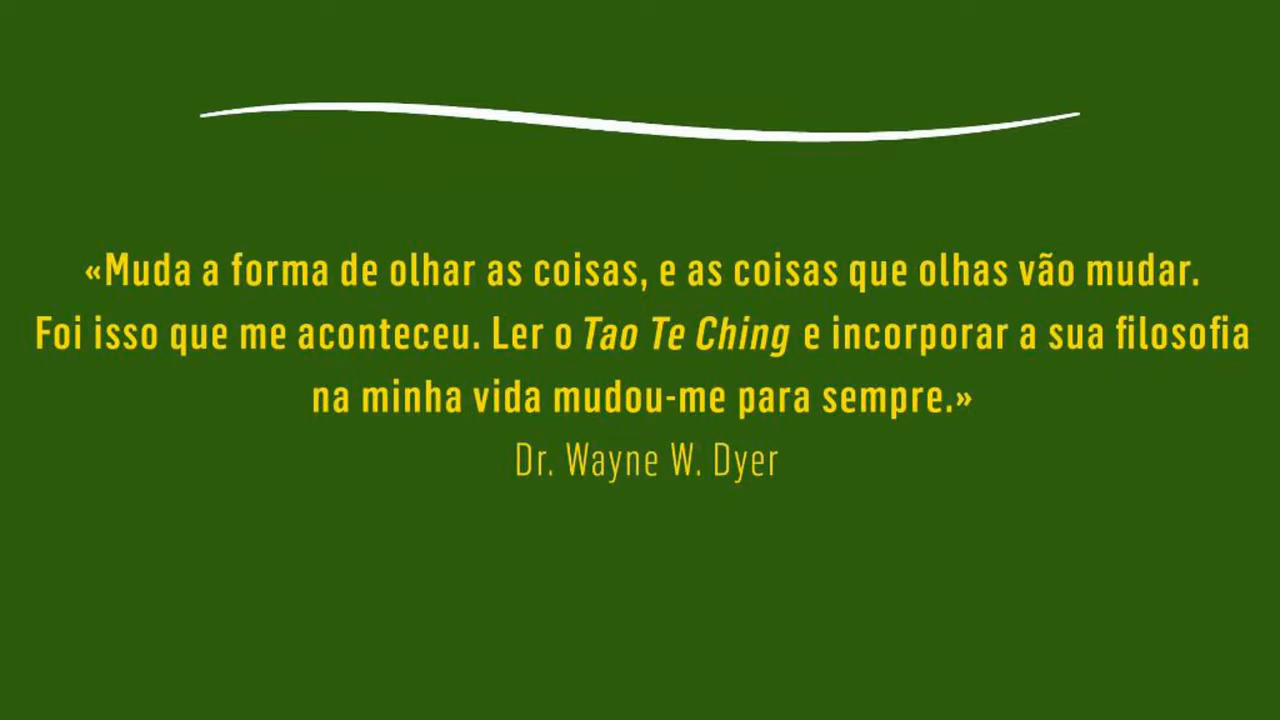 «Muda a forma de olhar as coisas, e as coisas que olhas vão mudar.
Foi isso que me aconteceu. Ler o Tao Te Ching e incorporar a sua filosofia
na minha vida mudou-me para sempre.»
Dr. Wayne W. Dyer